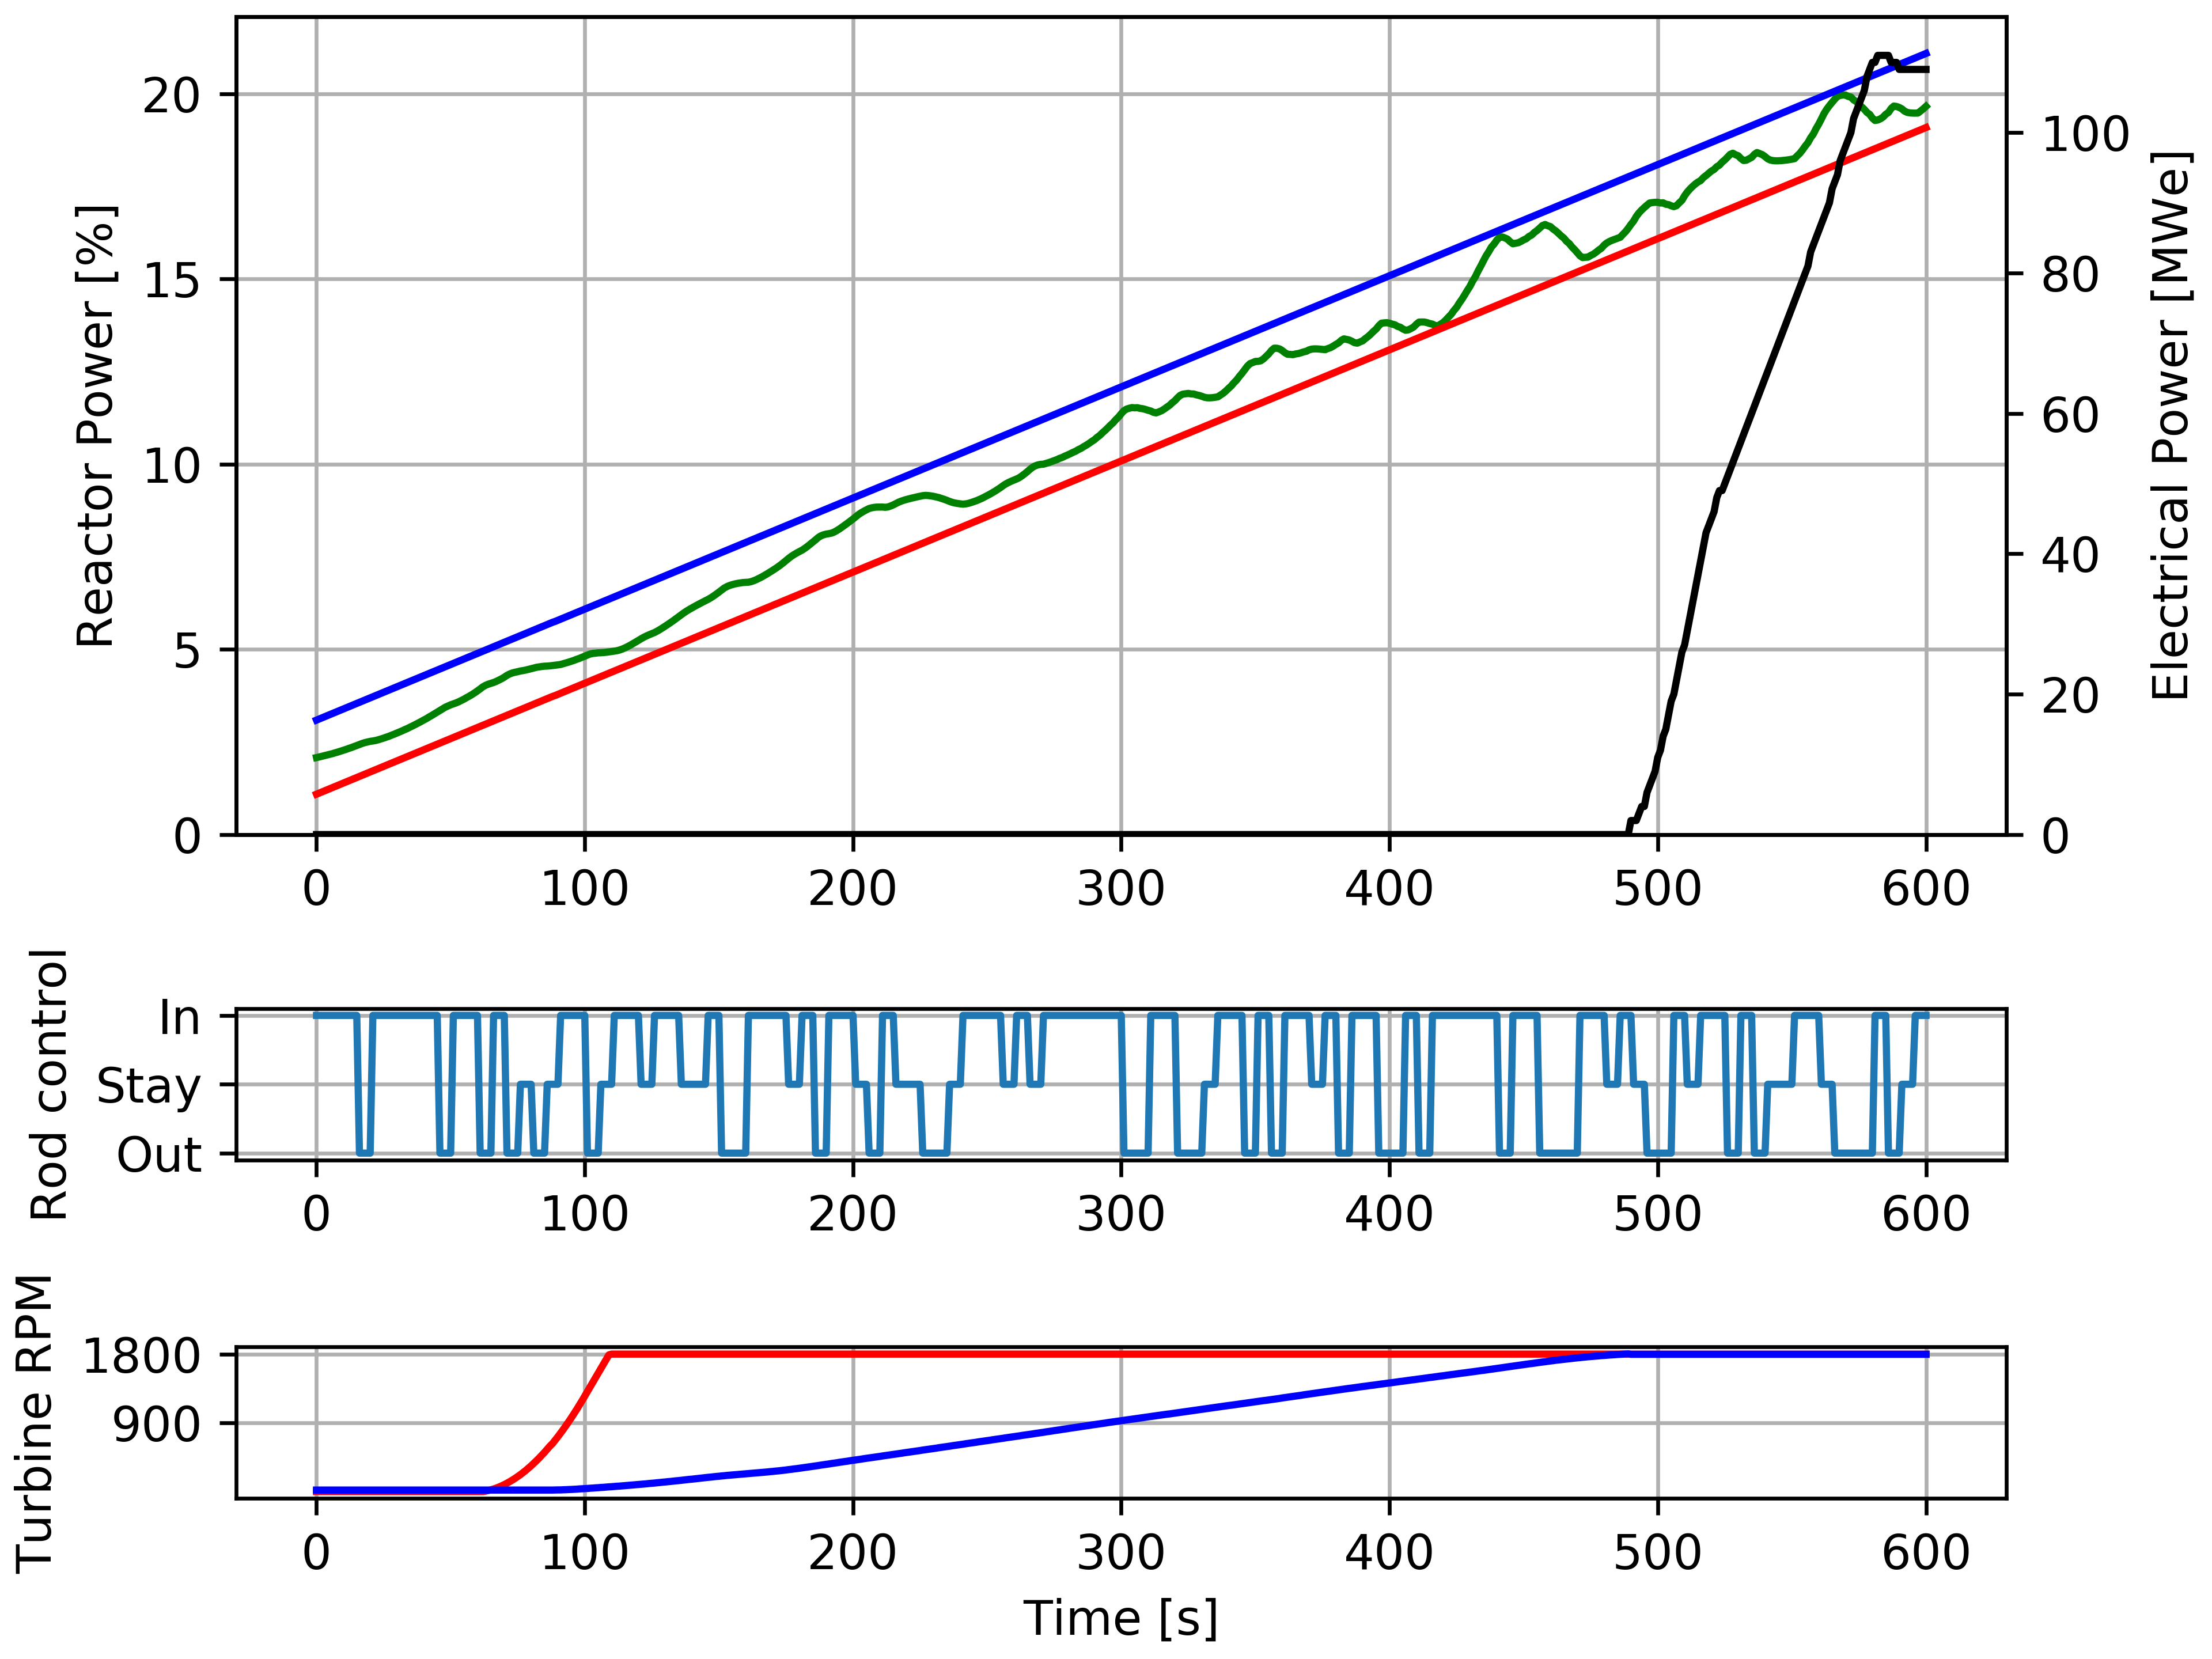 Reactor Power [%]
20
15
10
5
0
Electrical Power [MWe]
100
80
60
40
20
0
0 100 200 300 400 500 600
Rod control
In
Stay
Out
0 100 200 300 400 500 600
Turbine RPM
1800
900
0 100 200 300 400 500 600
Time [s]